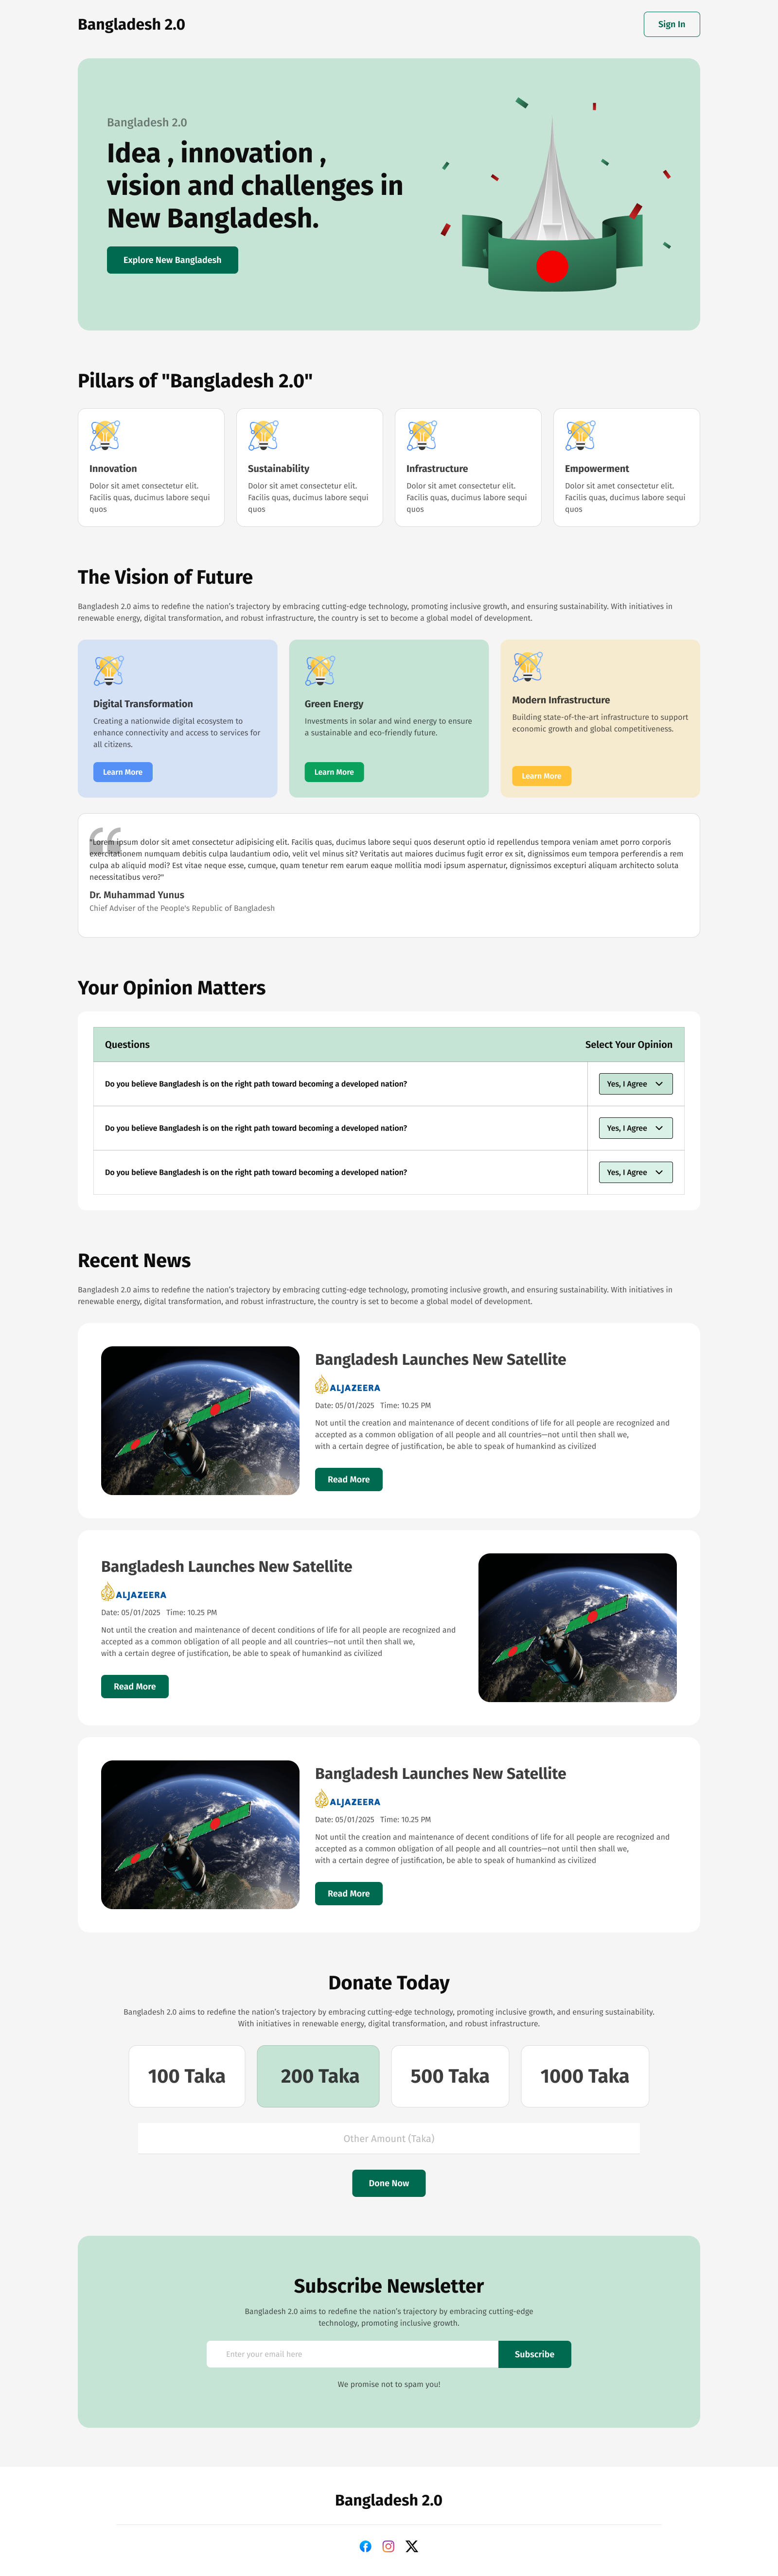 Bangladesh 2.0
Sign In
Bangladesh 2.0
Idea , innovation ,
vision and challenges in
New Bangladesh.
Explore New Bangladesh
Pillars of "Bangladesh 2.0"
Innovation
Dolor sit amet consectetur elit.
Facilis quas, ducimus labore sequi
quos
Sustainability
Dolor sit amet consectetur elit.
Facilis quas, ducimus labore sequi
quos
Infrastructure
Dolor sit amet consectetur elit.
Facilis quas, ducimus labore sequi
quos
Empowerment
Dolor sit amet consectetur elit.
Facilis quas, ducimus labore sequi
quos
The Vision of Future
Bangladesh 2.0 aims to redefine the nation's trajectory by embracing cutting-edge technology, promoting inclusive growth, and ensuring sustainability. With initiatives in
renewable energy, digital transformation, and robust infrastructure, the country is set to become a global model of development.
Digital Transformation
Creating a nationwide digital ecosystem to
enhance connectivity and access to services for
all citizens.
Learn More
Green Energy
Investments in solar and wind energy to ensure
a sustainable and eco-friendly future.
Learn More
Modern Infrastructure
Building state-of-the-art infrastructure to support
economic growth and global competitiveness.
Learn More
"Lorem ipsum dolor sit amet consectetur adipisicing elit. Facilis quas, ducimus labore sequi quos deserunt optio id repellendus tempora veniam amet porro corporis
exercitationem numquam debitis culpa laudantium odio, velit vel minus sit? Veritatis aut maiores ducimus fugit error ex sit, dignissimos eum tempora perferendis a rem
culpa ab aliquid modi? Est vitae neque esse, cumque, quam tenetur rem earum eaque mollitia modi ipsum aspernatur, dignissimos excepturi aliquam architecto soluta
necessitatibus vero?"
Dr. Muhammad Yunus
Chief Adviser of the People's Republic of Bangladesh
Your Opinion Matters
Questions
Select Your Opinion
Do you believe Bangladesh is on the right path toward becoming a developed nation?
Yes, I Agree
Do you believe Bangladesh is on the right path toward becoming a developed nation?
Yes, I Agree
Do you believe Bangladesh is on the right path toward becoming a developed nation?
Yes, I Agree
Recent News
Bangladesh 2.0 aims to redefine the nation's trajectory by embracing cutting-edge technology, promoting inclusive growth, and ensuring sustainability. With initiatives in
renewable energy, digital transformation, and robust infrastructure, the country is set to become a global model of development.
Bangladesh Launches New Satellite
ALJAZEERA
Date: 05/01/2025 Time: 10.25 PM
Not until the creation and maintenance of decent conditions of life for all people are recognized and
accepted as a common obligation of all people and all countries—not until then shall we,
with a certain degree of justification, be able to speak of humankind as civilized
Read More
Bangladesh Launches New Satellite
ALJAZEERA
Date: 05/01/2025 Time: 10.25 PM
Not until the creation and maintenance of decent conditions of life for all people are recognized and
accepted as a common obligation of all people and all countries—not until then shall we,
with a certain degree of justification, be able to speak of humankind as civilized
Read More
Bangladesh Launches New Satellite
ALJAZEERA
Date: 05/01/2025 Time: 10.25 PM
Not until the creation and maintenance of decent conditions of life for all people are recognized and
accepted as a common obligation of all people and all countries—not until then shall we,
with a certain degree of justification, be able to speak of humankind as civilized
Read More
Donate Today
Bangladesh 2.0 aims to redefine the nation's trajectory by embracing cutting-edge technology, promoting inclusive growth, and ensuring sustainability.
With initiatives in renewable energy, digital transformation, and robust infrastructure.
100 Taka
200 Taka
500 Taka
1000 Taka
Other Amount (Taka)
Done Now
Subscribe Newsletter
Bangladesh 2.0 aims to redefine the nation's trajectory by embracing cutting-edge
technology, promoting inclusive growth.
Enter your email here
Subscribe
We promise not to spam you!
Bangladesh 2.0